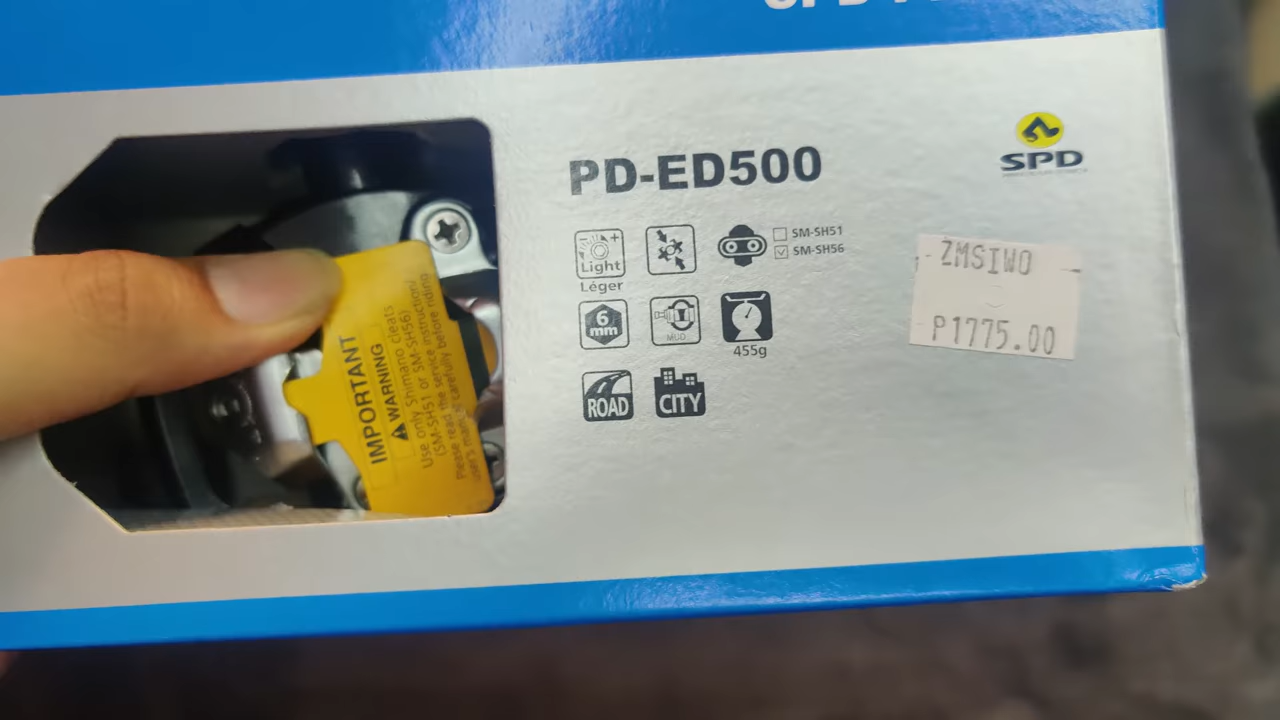 PD-ED500
SPD
Light
Léger
SM-SH51
SM-SH56
6
mm
MUD
455g
ROAD
CITY
ZMSIWO
P1775.00
IMPORTANT
WARNING
Use only Shimano cleats
(SM-SH51 or SM-SH56)
Please read the service instruction/
user's manual carefully before riding